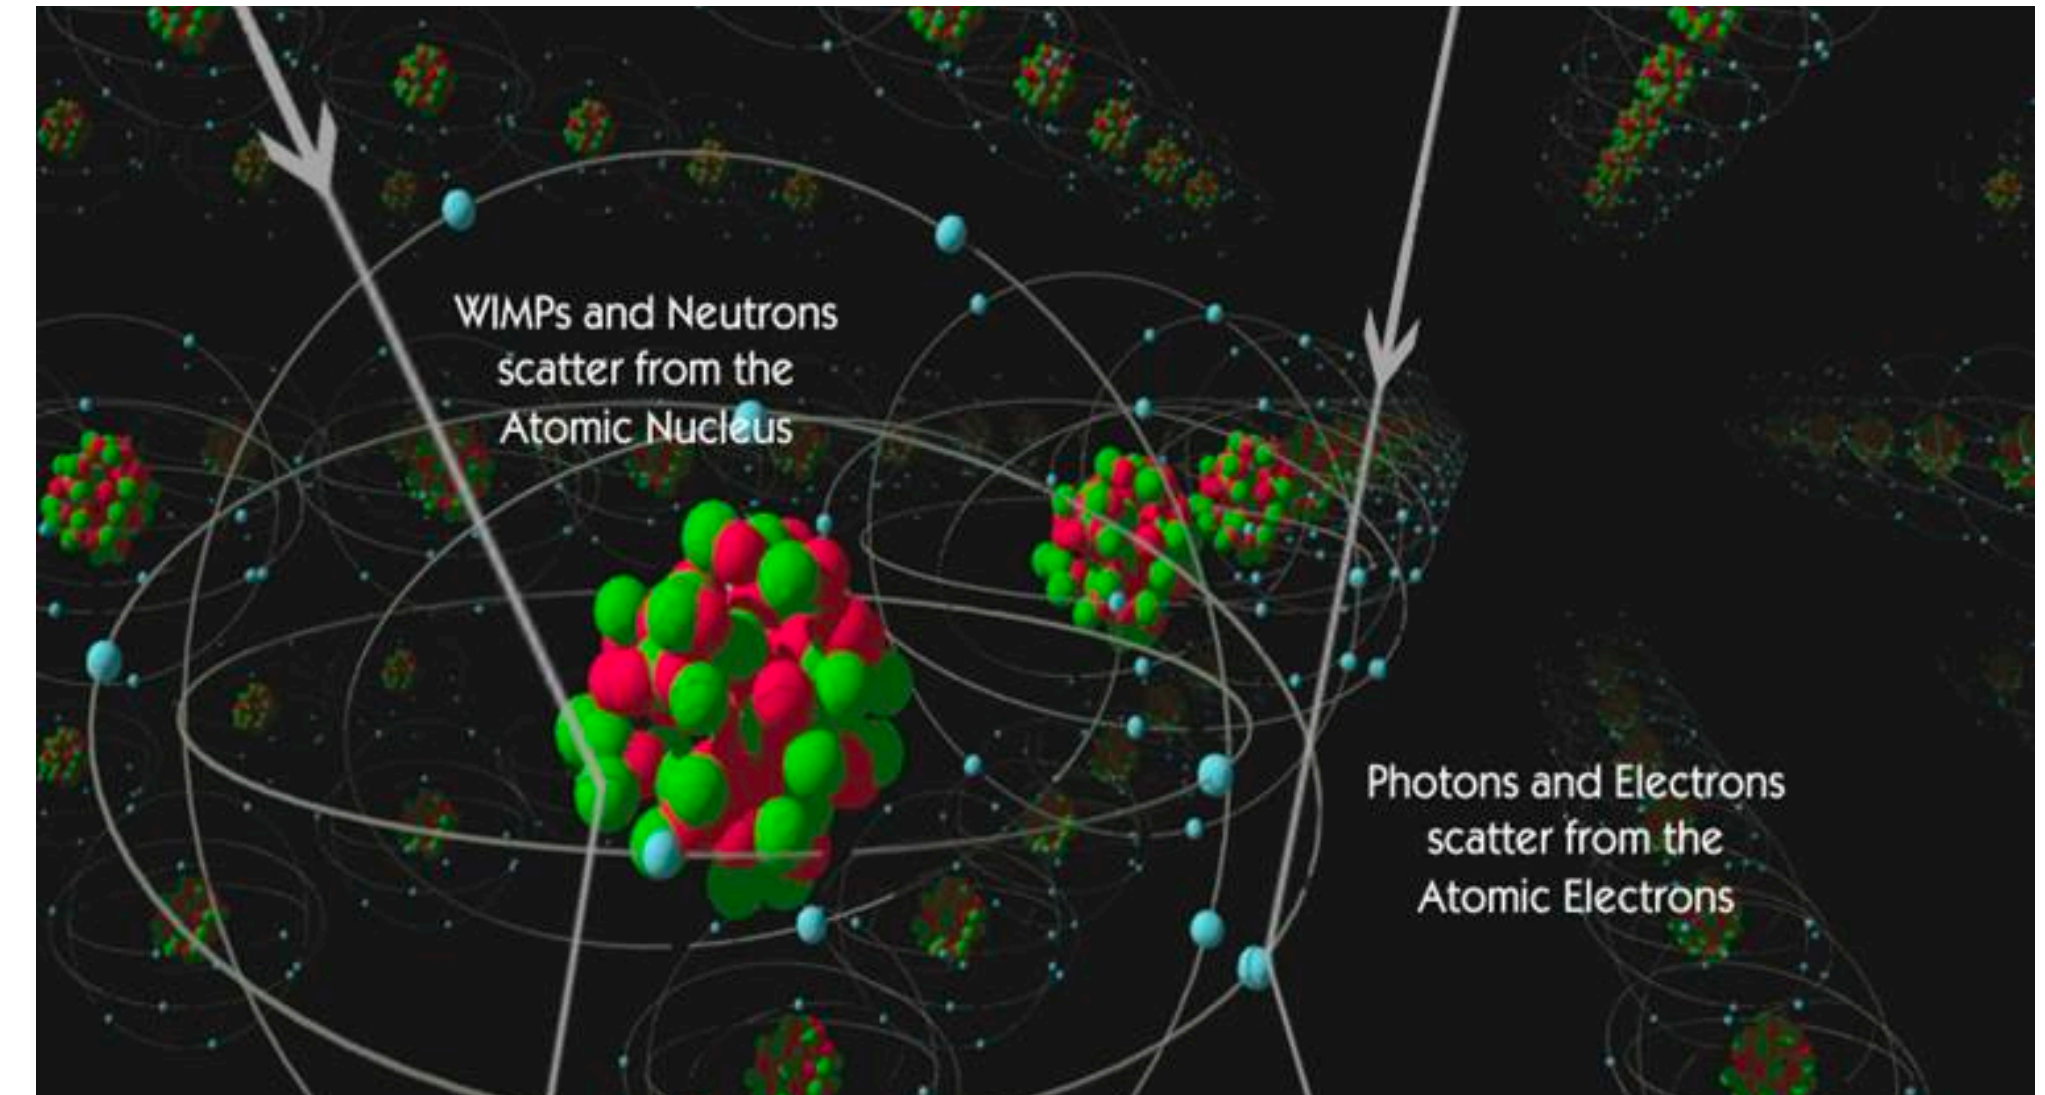 WIMPs and Neutrons
scatter from the
Atomic Nucleus
Photons and Electrons
scatter from the
Atomic Electrons